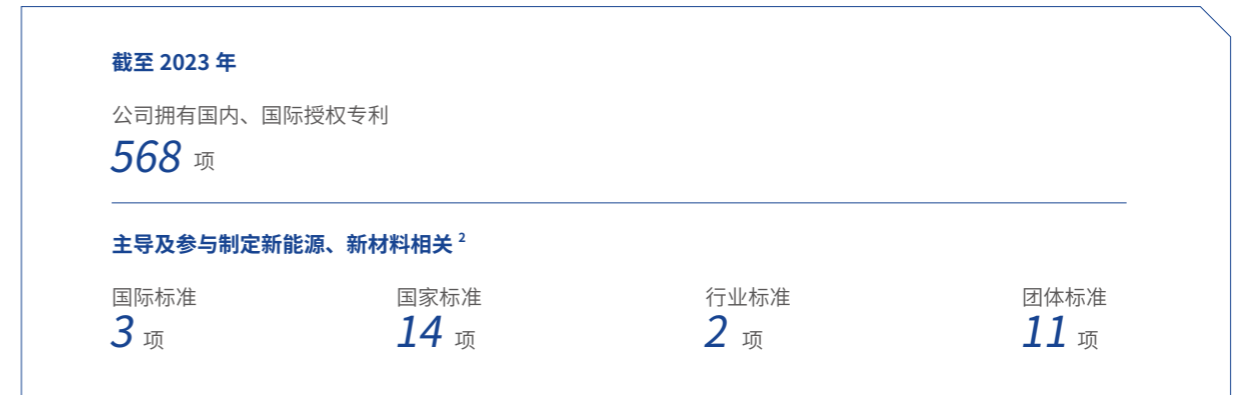 截至 2023 年
公司拥有国内、国际授权专利
568 项
主导及参与制定新能源、新材料相关 2
国际标准 国家标准 行业标准 团体标准
3 项 14 项 2 项 11 项